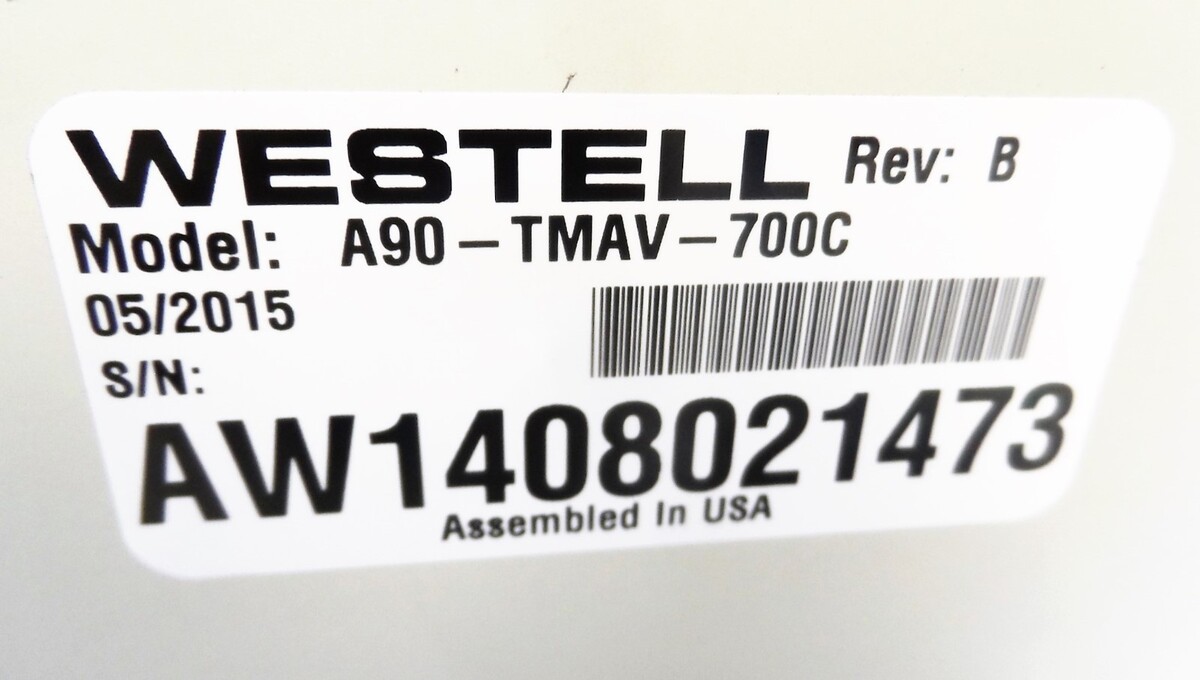 WESTELL Rev: B
Model: A90-TMAV-700C
05/2015
S/N:
AW1408021473
Assembled In USA